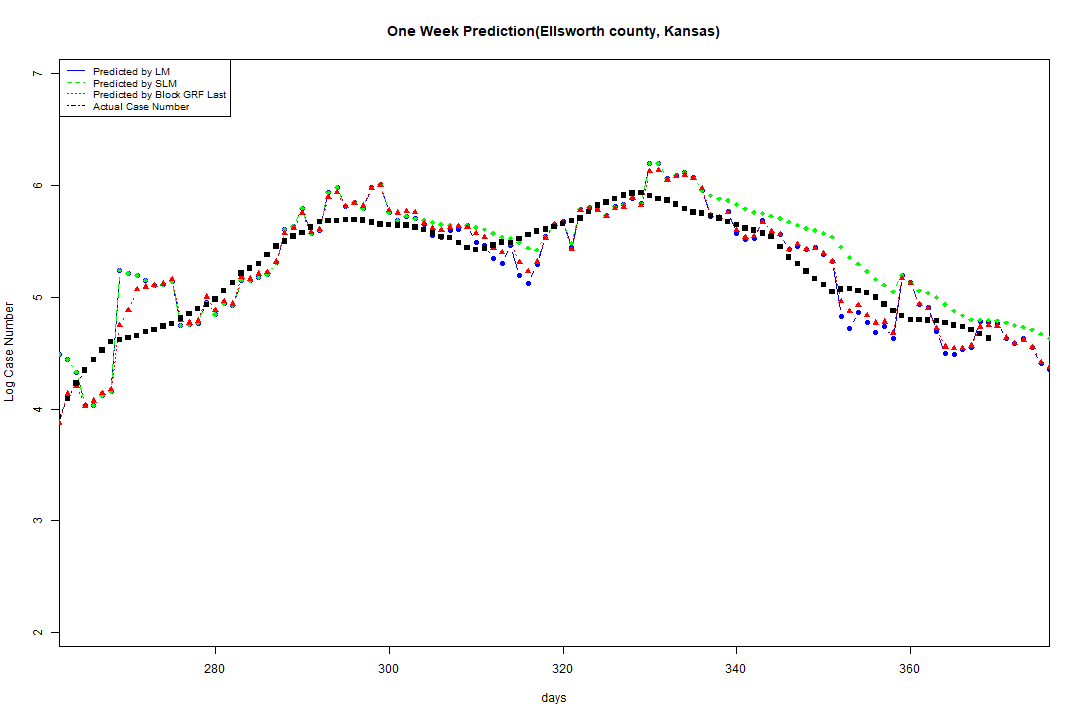 One Week Prediction(Ellsworth county, Kansas)
Predicted by LM
Predicted by SLM
Predicted by Block GRF Last
Actual Case Number
7
6
5
4
3
2
Log Case Number
280 300 320 340 360
days